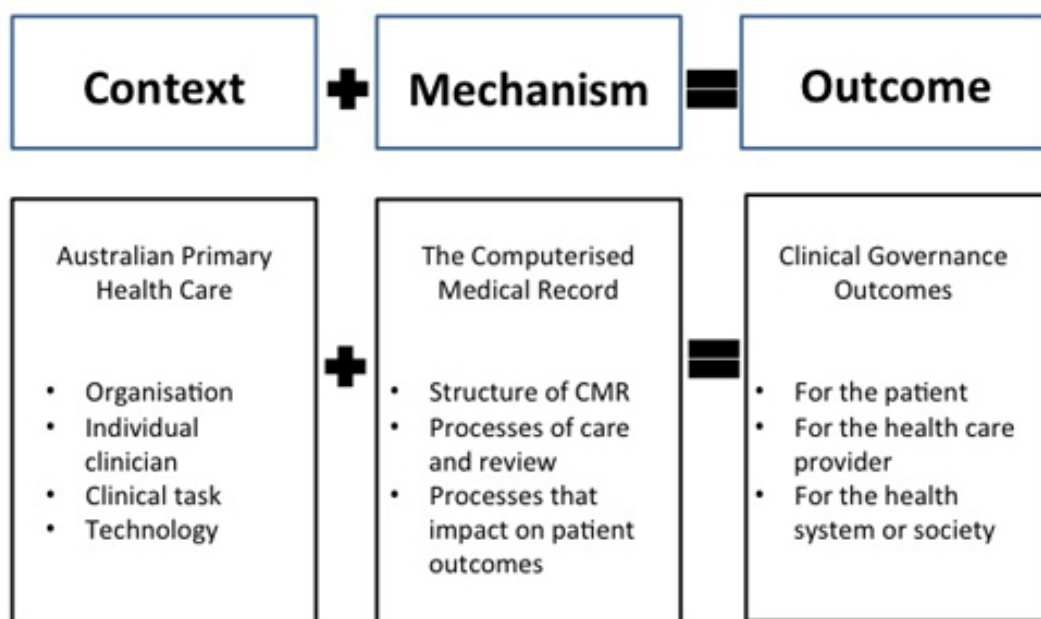 Context + Mechanism = Outcome
Australian Primary
Health Care
• Organisation
• Individual
clinician
• Clinical task
• Technology
+
The Computerised
Medical Record
• Structure of CMR
• Processes of care
and review
• Processes that
impact on patient
outcomes
=
Clinical Governance
Outcomes
• For the patient
• For the health care
provider
• For the health
system or society